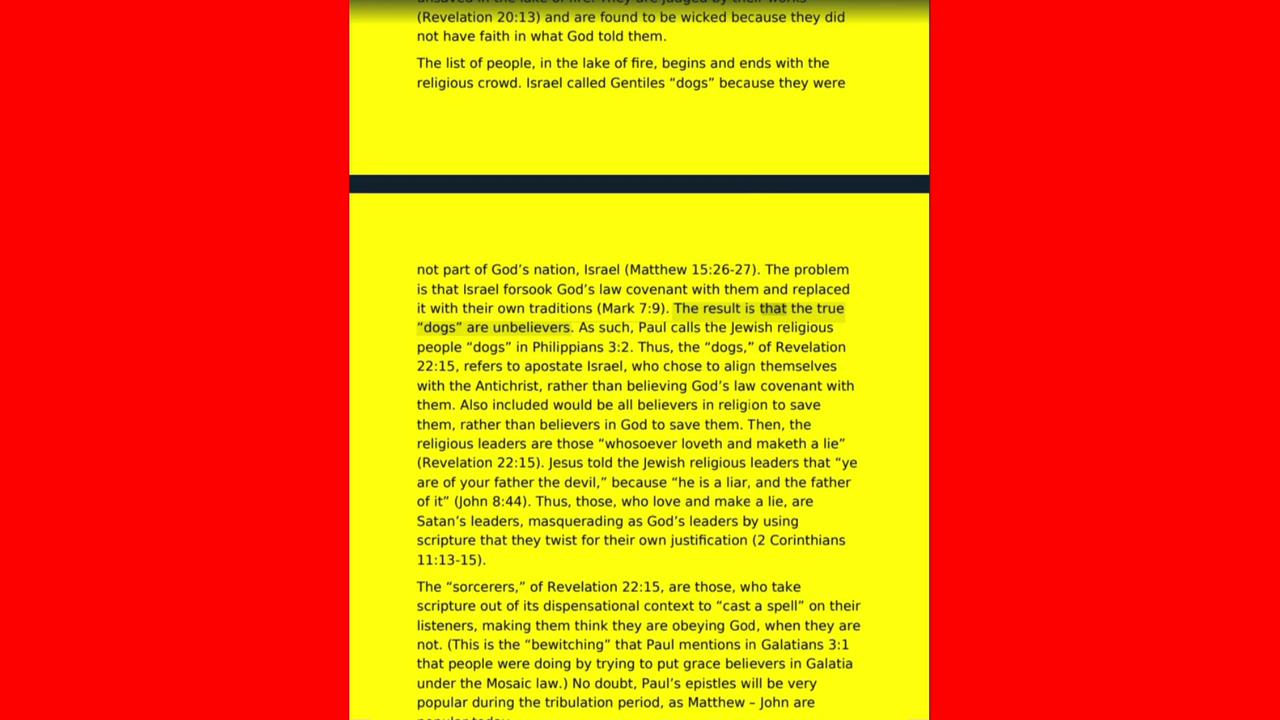 (Revelation 20:13) and are found to be wicked because they did
not have faith in what God told them.
The list of people, in the lake of fire, begins and ends with the
religious crowd. Israel called Gentiles “dogs” because they were
not part of God’s nation, Israel (Matthew 15:26-27). The problem
is that Israel forsook God’s law covenant with them and replaced
it with their own traditions (Mark 7:9). The result is that the true
“dogs” are unbelievers. As such, Paul calls the Jewish religious
people “dogs” in Philippians 3:2. Thus, the “dogs,” of Revelation
22:15, refers to apostate Israel, who chose to align themselves
with the Antichrist, rather than believing God’s law covenant with
them. Also included would be all believers in religion to save
them, rather than believers in God to save them. Then, the
religious leaders are those “whosoever loveth and maketh a lie”
(Revelation 22:15). Jesus told the Jewish religious leaders that “ye
are of your father the devil,” because “he is a liar, and the father
of it” (John 8:44). Thus, those, who love and make a lie, are
Satan’s leaders, masquerading as God’s leaders by using
scripture that they twist for their own justification (2 Corinthians
11:13-15).
The “sorcerers,” of Revelation 22:15, are those, who take
scripture out of its dispensational context to “cast a spell” on their
listeners, making them think they are obeying God, when they are
not. (This is the “bewitching” that Paul mentions in Galatians 3:1
that people were doing by trying to put grace believers in Galatia
under the Mosaic law.) No doubt, Paul’s epistles will be very
popular during the tribulation period, as Matthew – John are